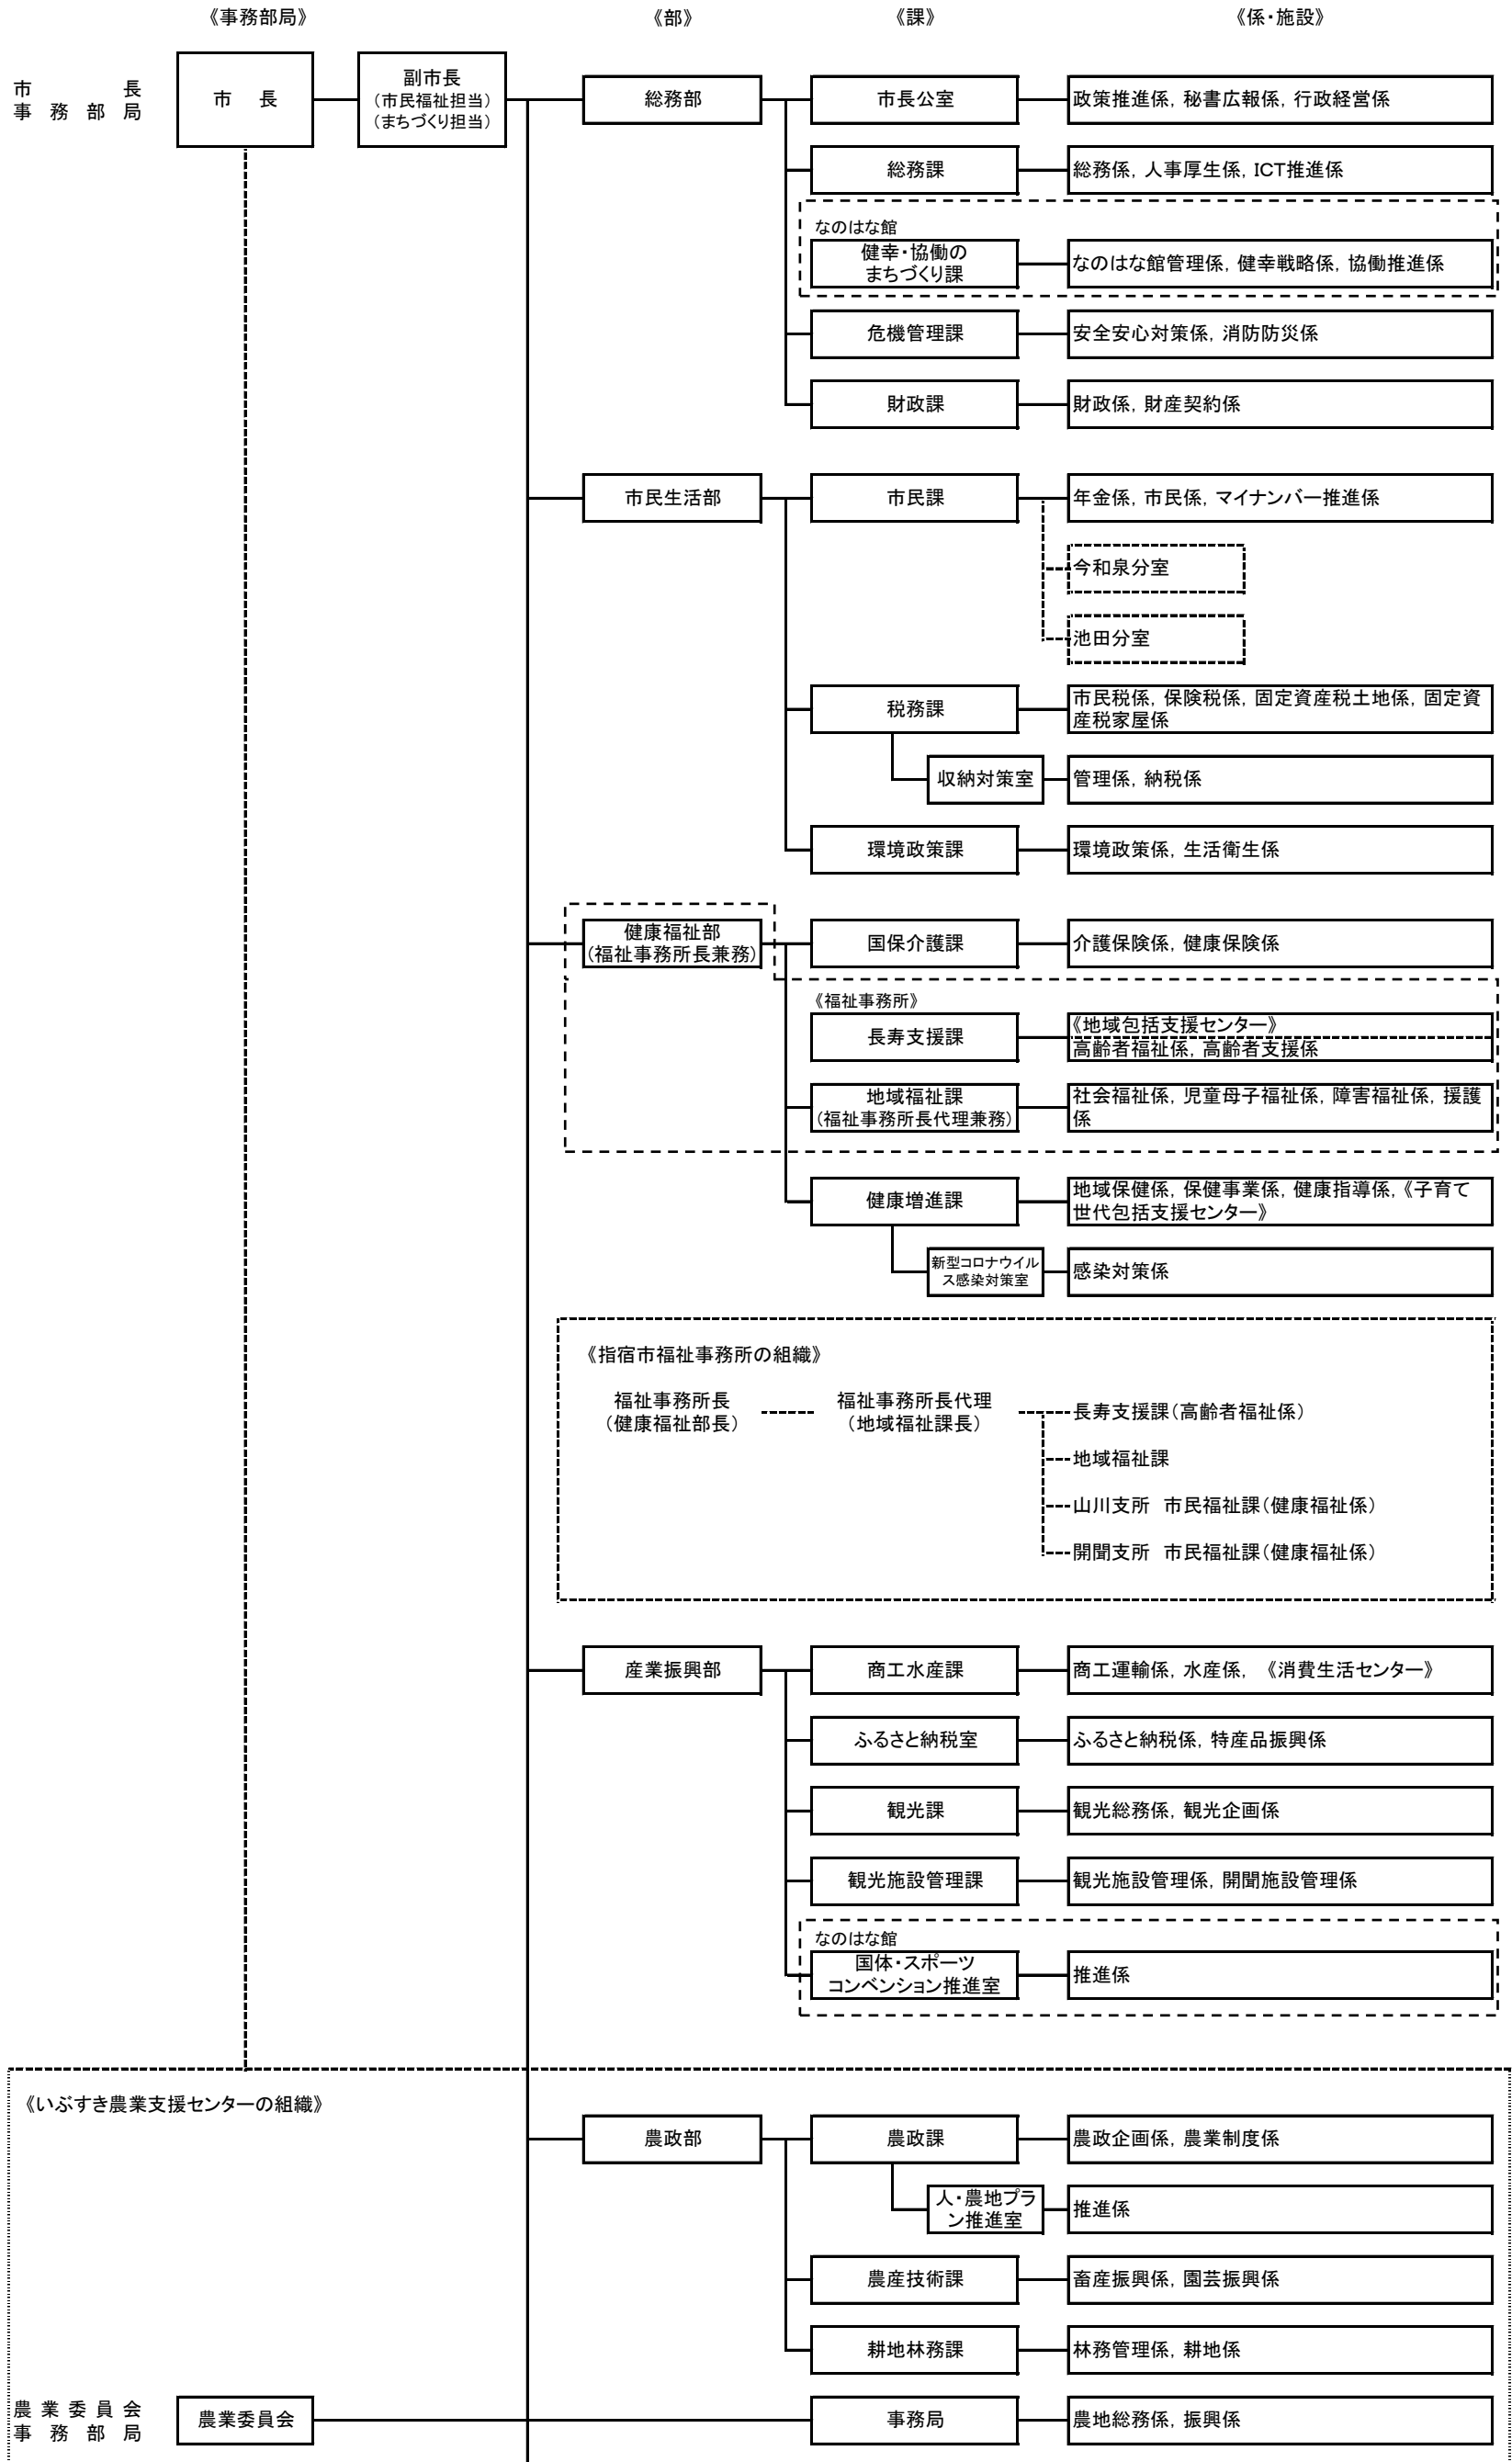 《事務部局》 《部》 《課》 《係・施設》
市長
事務部局
市 長
副市長
（市民福祉担当）
（まちづくり担当）
総務部
市長公室
政策推進係, 秘書広報係, 行政経営係
総務課
総務係, 人事厚生係, ICT推進係
なのはな館
健幸・協働の
まちづくり課
なのはな館管理係, 健幸戦略係, 協働推進係
危機管理課
安全安心対策係, 消防防災係
財政課
財政係, 財産契約係
市民生活部
市民課
年金係, 市民係, マイナンバー推進係
今和泉分室
池田分室
税務課
市民税係, 保険税係, 固定資産税土地係, 固定資
産税家屋係
収納対策室
管理係, 納税係
環境政策課
環境政策係, 生活衛生係
健康福祉部
（福祉事務所長兼務）
国保介護課
介護保険係, 健康保険係
《福祉事務所》
長寿支援課
《地域包括支援センター》
高齢者福祉係, 高齢者支援係
地域福祉課
（福祉事務所長代理兼務）
社会福祉係, 児童母子福祉係, 障害福祉係, 援護
係
健康増進課
地域保健係, 保健事業係, 健康指導係,《子育て
世代包括支援センター》
新型コロナウイル
ス感染対策室
感染対策係
《指宿市福祉事務所の組織》
福祉事務所長
（健康福祉部長）
福祉事務所長代理
（地域福祉課長）
長寿支援課（高齢者福祉係）
地域福祉課
山川支所　市民福祉課（健康福祉係）
開聞支所　市民福祉課（健康福祉係）
産業振興部
商工水産課
商工運輸係, 水産係,　《消費生活センター》
ふるさと納税室
ふるさと納税係, 特産品振興係
観光課
観光総務係, 観光企画係
観光施設管理課
観光施設管理係, 開聞施設管理係
なのはな館
国体・スポーツ
コンベンション推進室
推進係
《いぶすき農業支援センターの組織》
農政部
農政課
農政企画係, 農業制度係
人・農地プラ
ン推進室
推進係
農産技術課
畜産振興係, 園芸振興係
耕地林務課
林務管理係, 耕地係
農業委員会
事務部局
農業委員会
事務局
農地総務係, 振興係